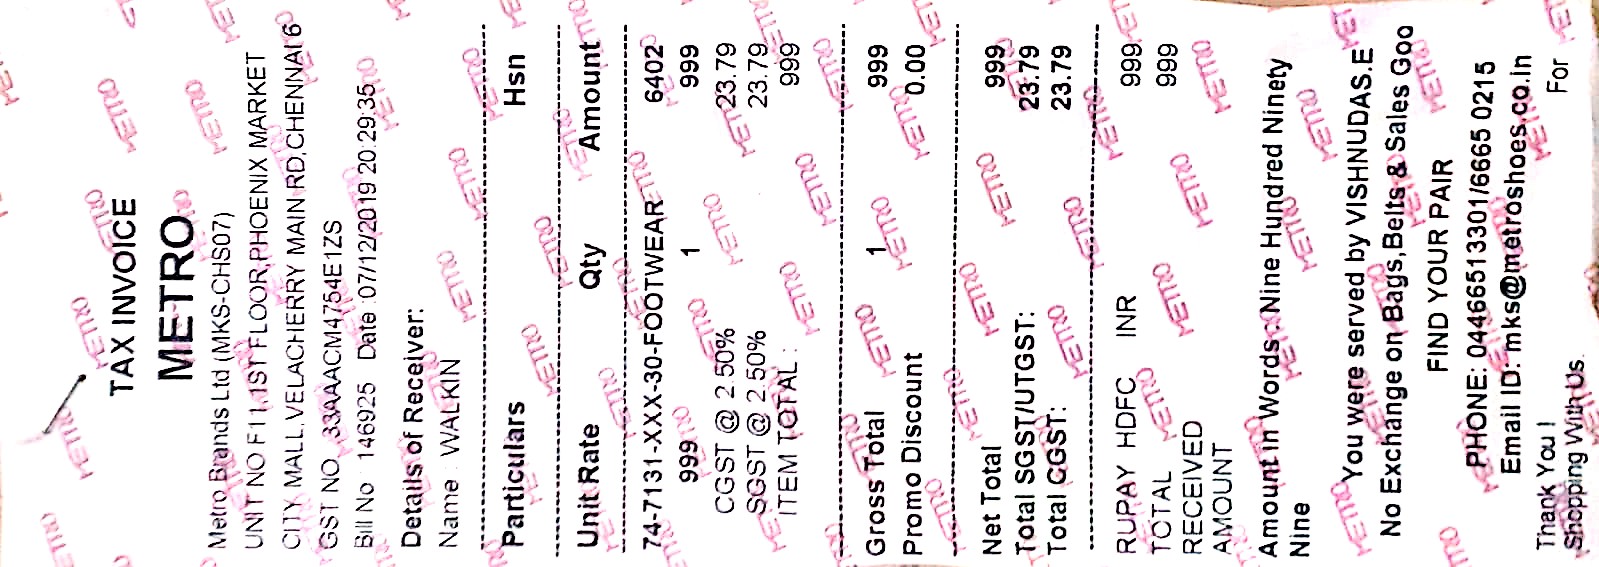 TAX INVOICE
METRO
Metro Brands Ltd (MKS-CHS07)
UNIT NO F11,IST FLOOR,PHOENIX MARKET
CITY MALL,VELACHERRY MAIN RD,CHENNAI 6
GST NO 33AAACM4754E1ZS
Bill No 146925 Date : 07/12/2019 20:29:35
Details of Receiver:
Name : WALKIN
Particulars Hsn
Unit Rate Qty Amount
74-7131-XXX-30-FOOTWEAR 6402
999 1 999
CGST @ 2.50% 23.79
SGST @ 2.50% 23.79
ITEM TOTAL : 999
Gross Total 1 999
Promo Discount 0.00
Net Total 999
Total SGST/UTGST: 23.79
Total CGST: 23.79
RUPAY HDFC INR 999
TOTAL 999
RECEIVED
AMOUNT
Amount in Words : Nine Hundred Ninety
Nine
You were served by VISHNUDAS.E
No Exchange on Bags,Belts & Sales Goo
FIND YOUR PAIR
PHONE: 04466513301/6665 0215
Email ID: mks@metroshoes.co.in
Thank You ! For
Shopping With Us.